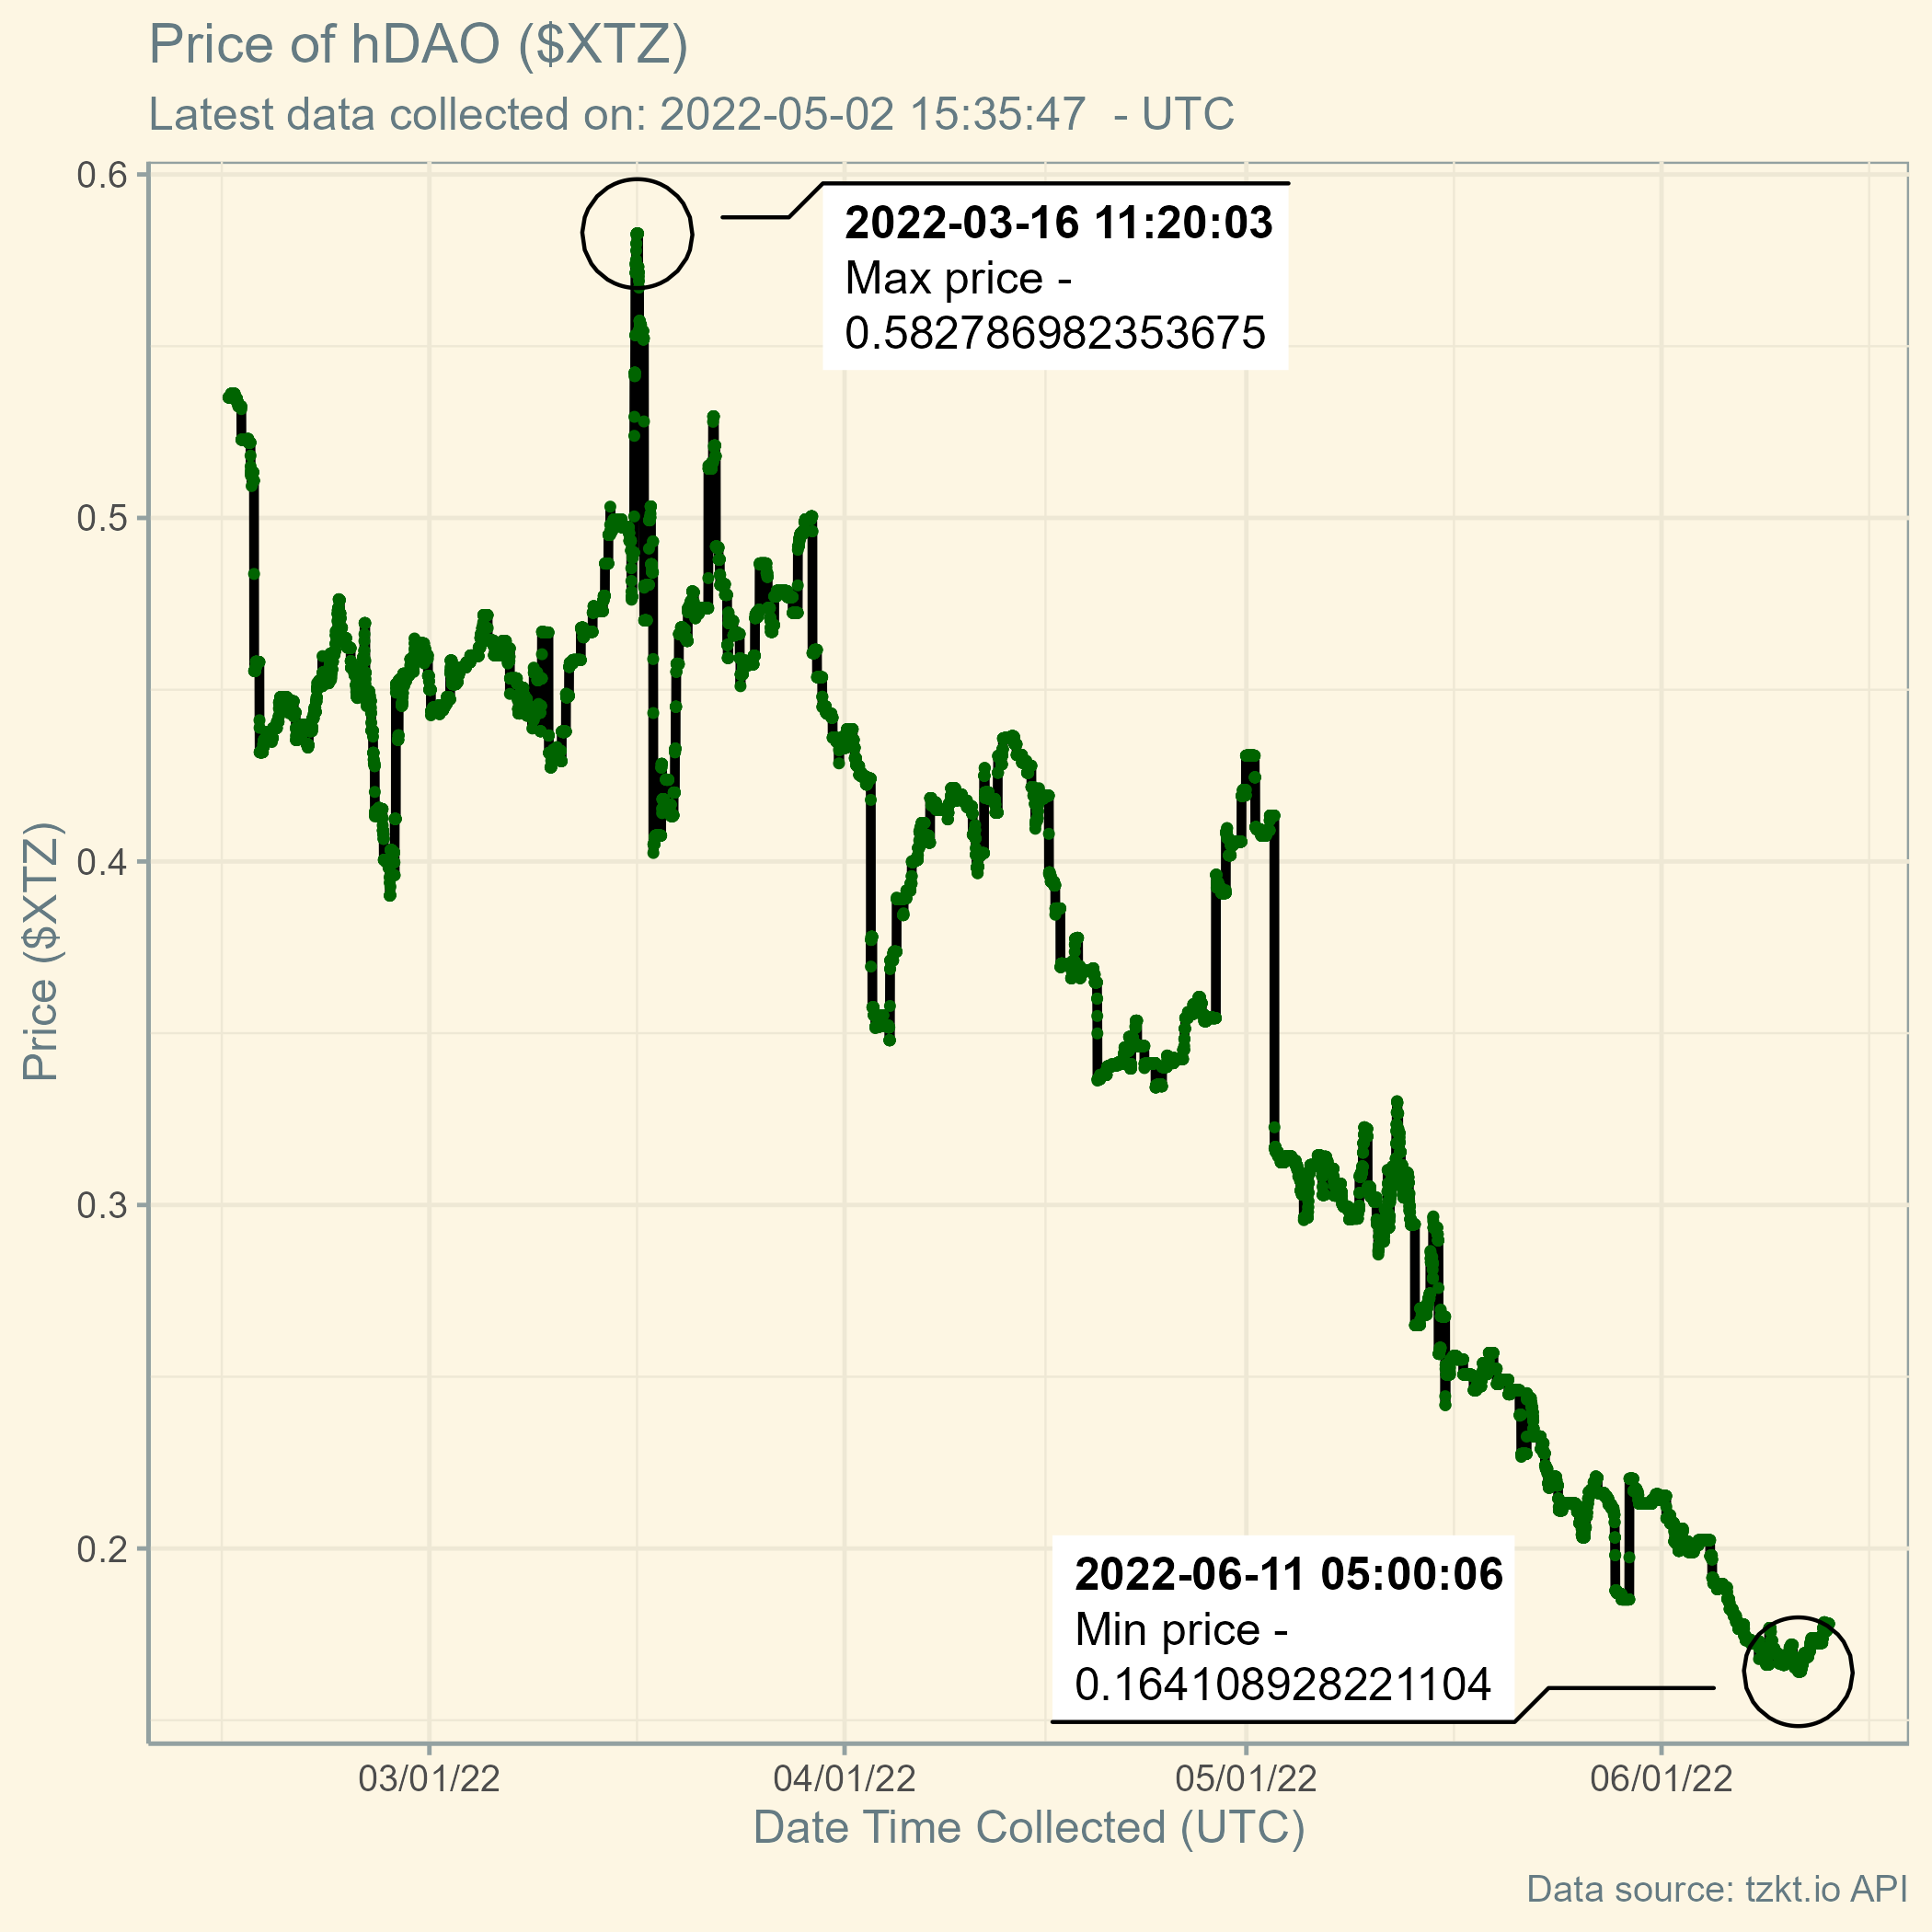 Price of hDAO ($XTZ)
Latest data collected on: 2022-05-02 15:35:47  - UTC
0.6
0.5
0.4
0.3
0.2
Price ($XTZ)
2022-03-16 11:20:03
Max price -
0.582786982353675
2022-06-11 05:00:06
Min price -
0.164108928221104
03/01/22
04/01/22
05/01/22
06/01/22
Date Time Collected (UTC)
Data source: tzkt.io API